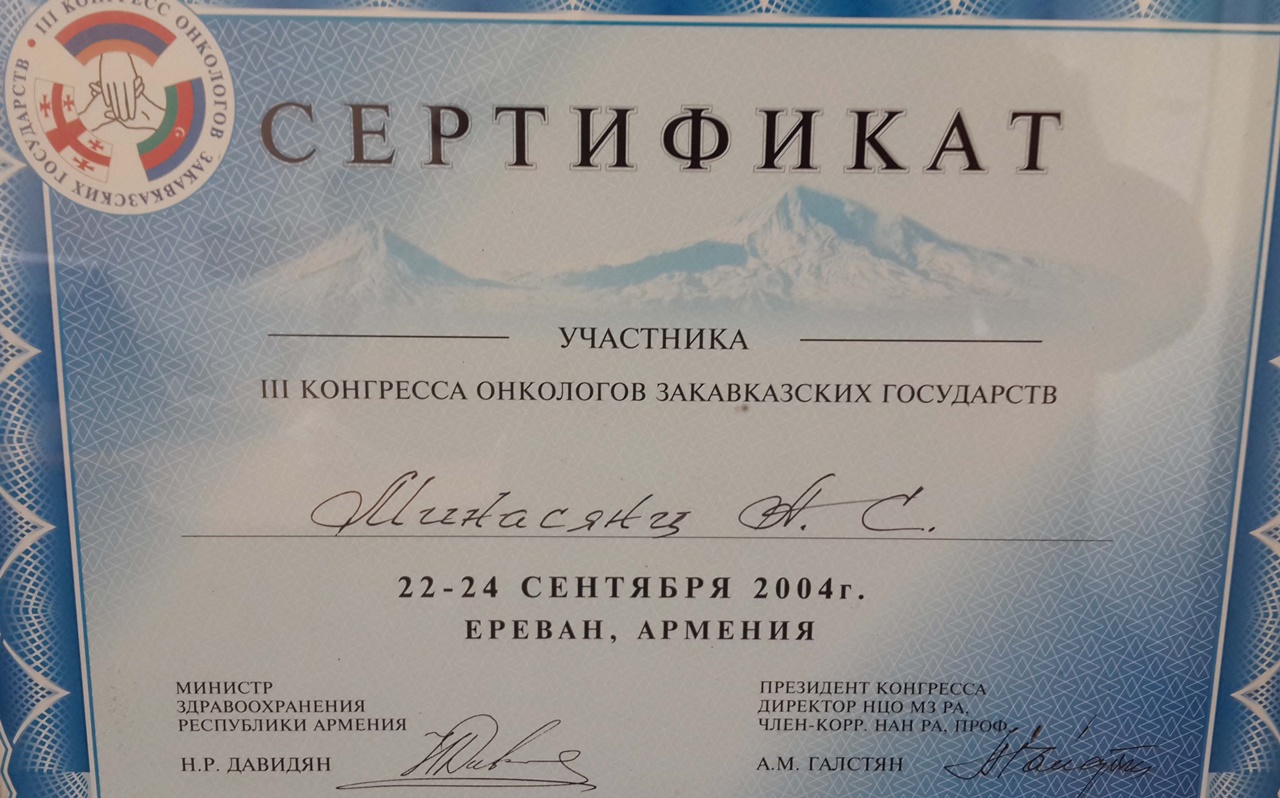 III КОНГРЕСС ОНКОЛОГОВ ЗАКАВКАЗСКИХ ГОСУДАРСТВ
СЕРТИФИКАТ
УЧАСТНИКА
III КОНГРЕССА ОНКОЛОГОВ ЗАКАВКАЗСКИХ ГОСУДАРСТВ
Минасянц А. С.
22-24 СЕНТЯБРЯ 2004г.
ЕРЕВАН, АРМЕНИЯ
МИНИСТР
ЗДРАВООХРАНЕНИЯ
РЕСПУБЛИКИ АРМЕНИЯ
Н.Р. ДАВИДЯН
ПРЕЗИДЕНТ КОНГРЕССА
ДИРЕКТОР НЦО МЗ РА,
ЧЛЕН-КОРР. НАН РА, ПРОФ.
А.М. ГАЛСТЯН